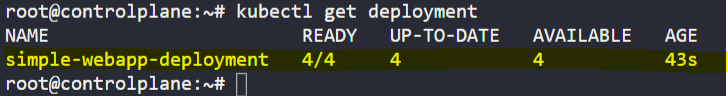 root@controlplane:~# kubectl get deployment
NAME READY UP-TO-DATE AVAILABLE AGE
simple-webapp-deployment 4/4 4 4 43s
root@controlplane:~#